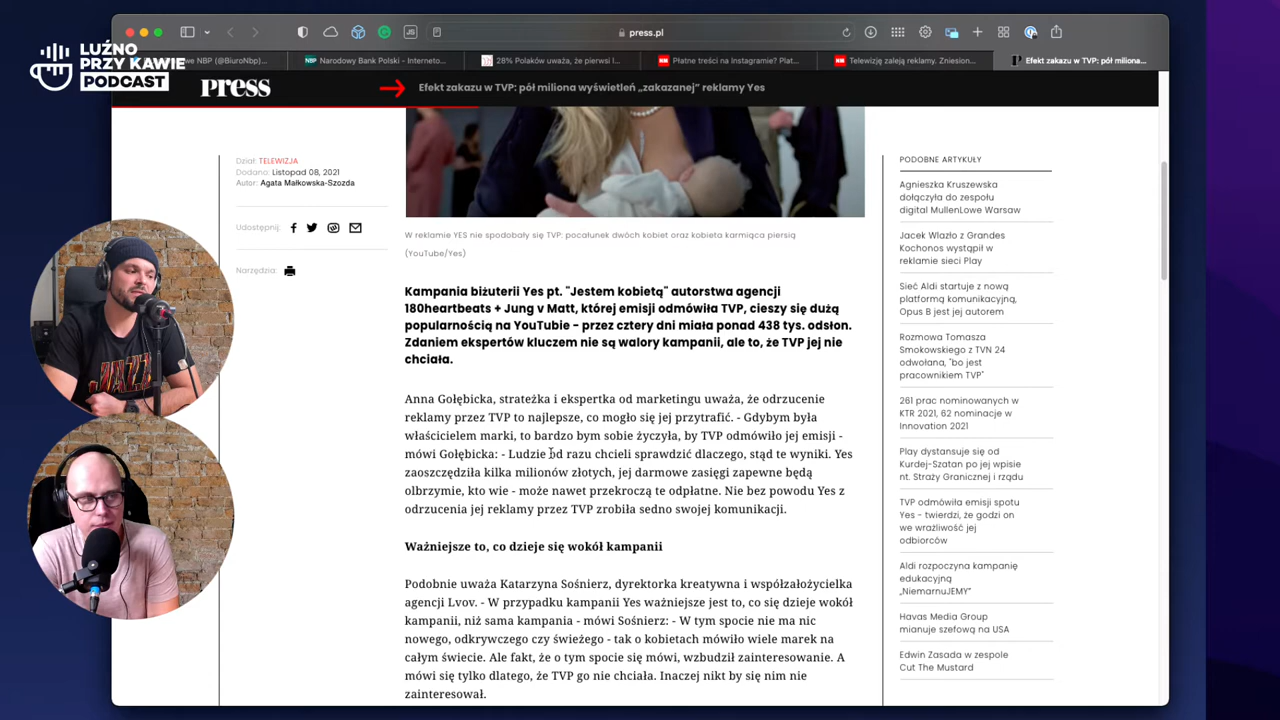 LUŹNO
PRZY KAWIE
PODCAST
press.pl
we NBP (@BiuroNbp)...
Narodowy Bank Polski - Interneto...
28% Polaków uważa, że pierwsi l...
Płatne treści na Instagramie? Plat...
Telewizję zaleją reklamy. Zniesion...
Efekt zakazu w TVP: pół miliona...
press
Efekt zakazu w TVP: pół miliona wyświetleń „zakazanej” reklamy Yes
Dział: TELEWIZJA
Dodano: Listopad 08, 2021
Autor: Agata Małkowska-Szozda
Udostępnij:
Narzędzia:
W reklamie YES nie spodobały się TVP: pocałunek dwóch kobiet oraz kobieta karmiąca piersią
(YouTube/Yes)
Kampania biżuterii Yes pt. "Jestem kobietą" autorstwa agencji
180heartbeats + Jung v Matt, której emisji odmówiła TVP, cieszy się dużą
popularnością na YouTubie - przez cztery dni miała ponad 438 tys. odsłon.
Zdaniem ekspertów kluczem nie są walory kampanii, ale to, że TVP jej nie
chciała.
Anna Gołębicka, strateżka i ekspertka od marketingu uważa, że odrzucenie
reklamy przez TVP to najlepsze, co mogło się jej przytrafić. - Gdybym była
właścicielem marki, to bardzo bym sobie życzyła, by TVP odmówiło jej emisji -
mówi Gołębicka: - Ludzie od razu chcieli sprawdzić dlaczego, stąd te wyniki. Yes
zaoszczędziła kilka milionów złotych, jej darmowe zasięgi zapewne będą
olbrzymie, kto wie - może nawet przekroczą te odpłatne. Nie bez powodu Yes z
odrzucenia jej reklamy przez TVP zrobiła sedno swojej komunikacji.
Ważniejsze to, co dzieje się wokół kampanii
Podobnie uważa Katarzyna Sośnierz, dyrektorka kreatywna i współzałożycielka
agencji Lvov. - W przypadku kampanii Yes ważniejsze jest to, co się dzieje wokół
kampanii, niż sama kampania - mówi Sośnierz: - W tym spocie nie ma nic
nowego, odkrywczego czy świeżego - tak o kobietach mówiło wiele marek na
całym świecie. Ale fakt, że o tym spocie się mówi, wzbudził zainteresowanie. A
mówi się tylko dlatego, że TVP go nie chciała. Inaczej nikt by się nim nie
zainteresował.
PODOBNE ARTYKUŁY
Agnieszka Kruszewska
dołączyła do zespołu
digital MullenLowe Warsaw
Jacek Wlazło z Grandes
Kochonos wystąpił w
reklamie sieci Play
Sieć Aldi startuje z nową
platformą komunikacyjną,
Opus B jest jej autorem
Rozmowa Tomasza
Smokowskiego z TVN 24
odwołana, "bo jest
pracownikiem TVP"
261 prac nominowanych w
KTR 2021, 62 nominacje w
Innovation 2021
Play dystansuje się od
Kurdej-Szatan po jej wpisie
nt. Straży Granicznej i rządu
TVP odmówiła emisji spotu
Yes - twierdzi, że godzi on
we wrażliwość jej
odbiorców
Aldi rozpoczyna kampanię
edukacyjną
„NiemarnuJEMY"
Havas Media Group
mianuje szefową na USA
Edwin Zasada w zespole
Cut The Mustard
JAZZ